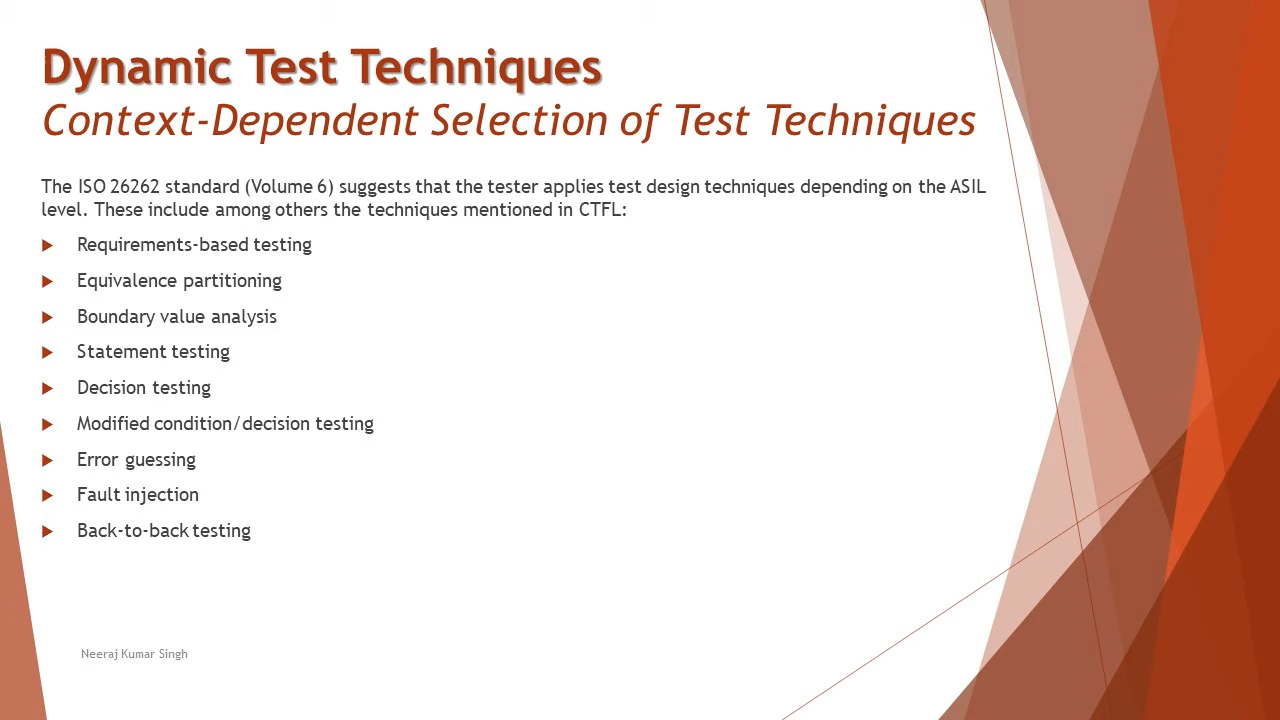 Dynamic Test Techniques
Context-Dependent Selection of Test Techniques
The ISO 26262 standard (Volume 6) suggests that the tester applies test design techniques depending on the ASIL
level. These include among others the techniques mentioned in CTFL:
Requirements-based testing
Equivalence partitioning
Boundary value analysis
Statement testing
Decision testing
Modified condition/decision testing
Error guessing
Fault injection
Back-to-back testing
Neeraj Kumar Singh